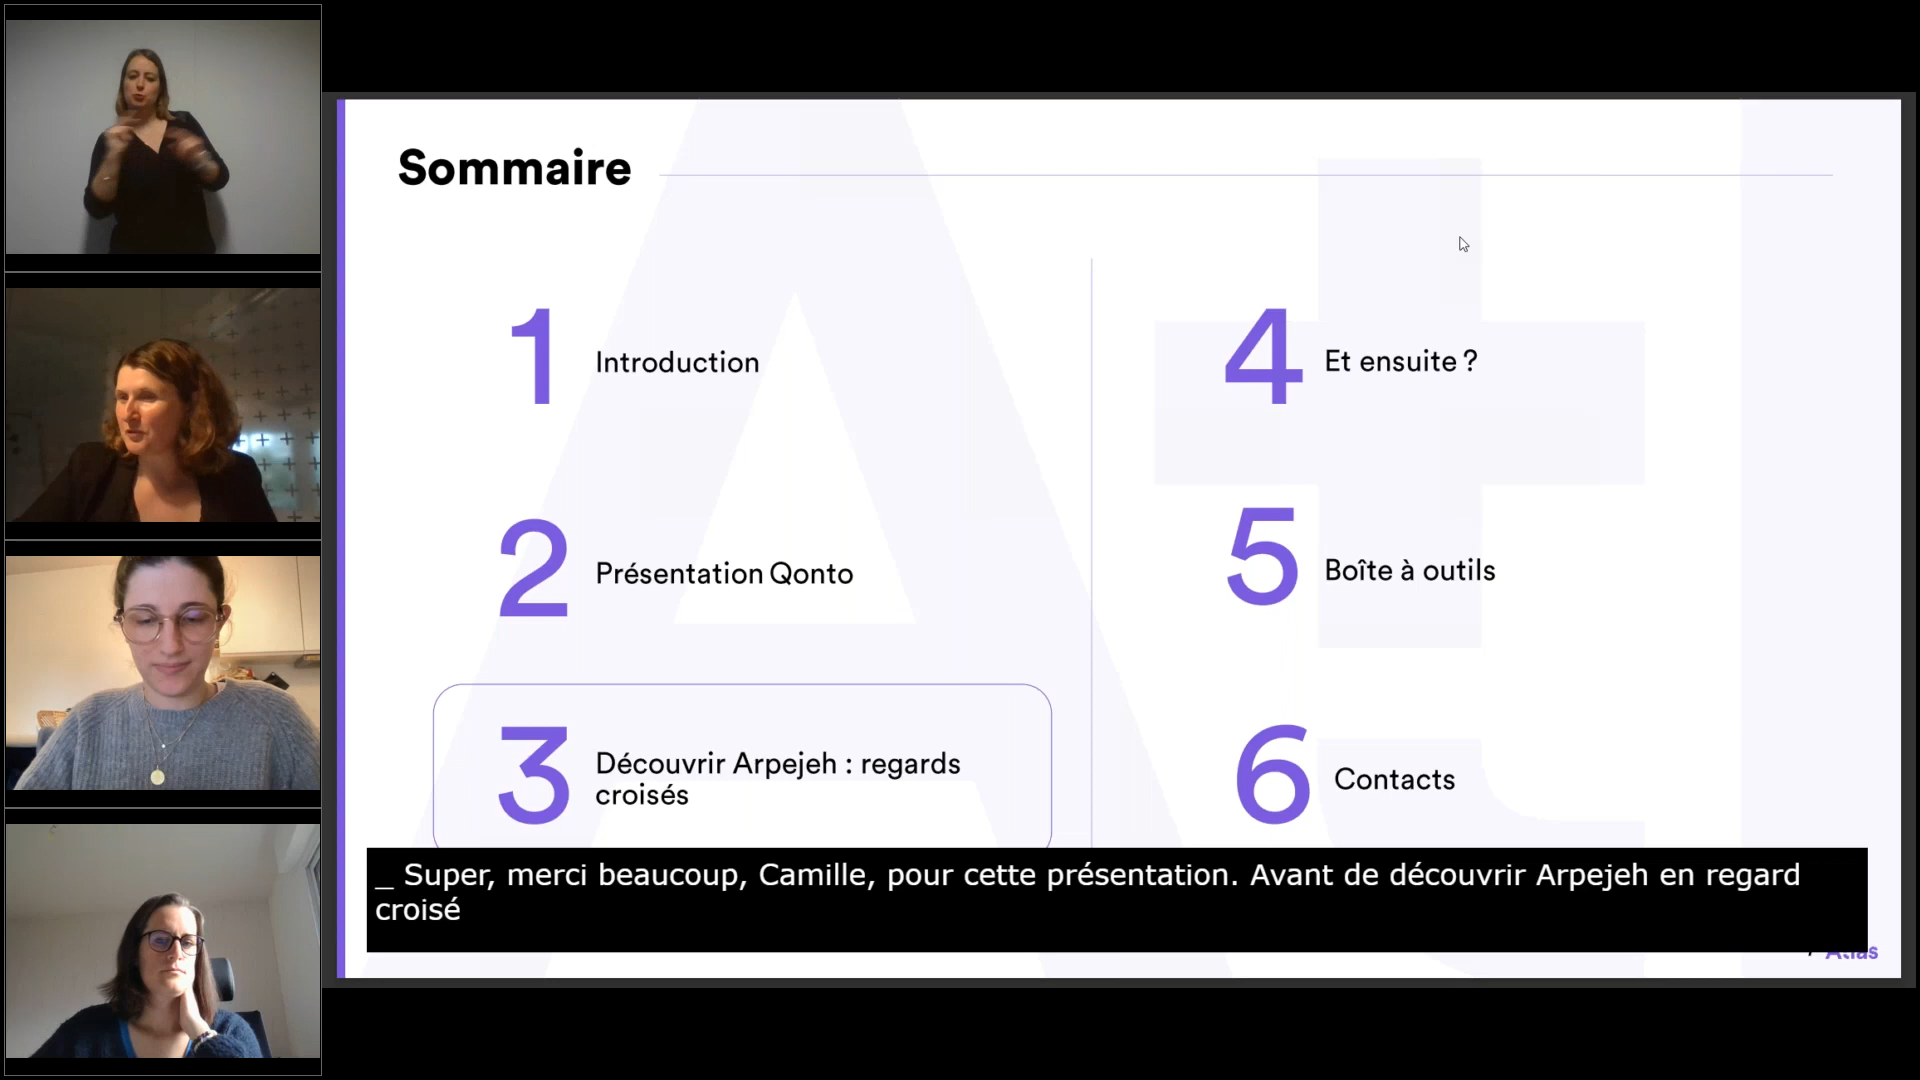 Sommaire
1
Introduction
2
Présentation Qonto
3
Découvrir Arpejeh : regards
croisés
4
Et ensuite ?
5
Boîte à outils
6
Contacts
_ Super, merci beaucoup, Camille, pour cette présentation. Avant de découvrir Arpejeh en regard
croisé
Atlas